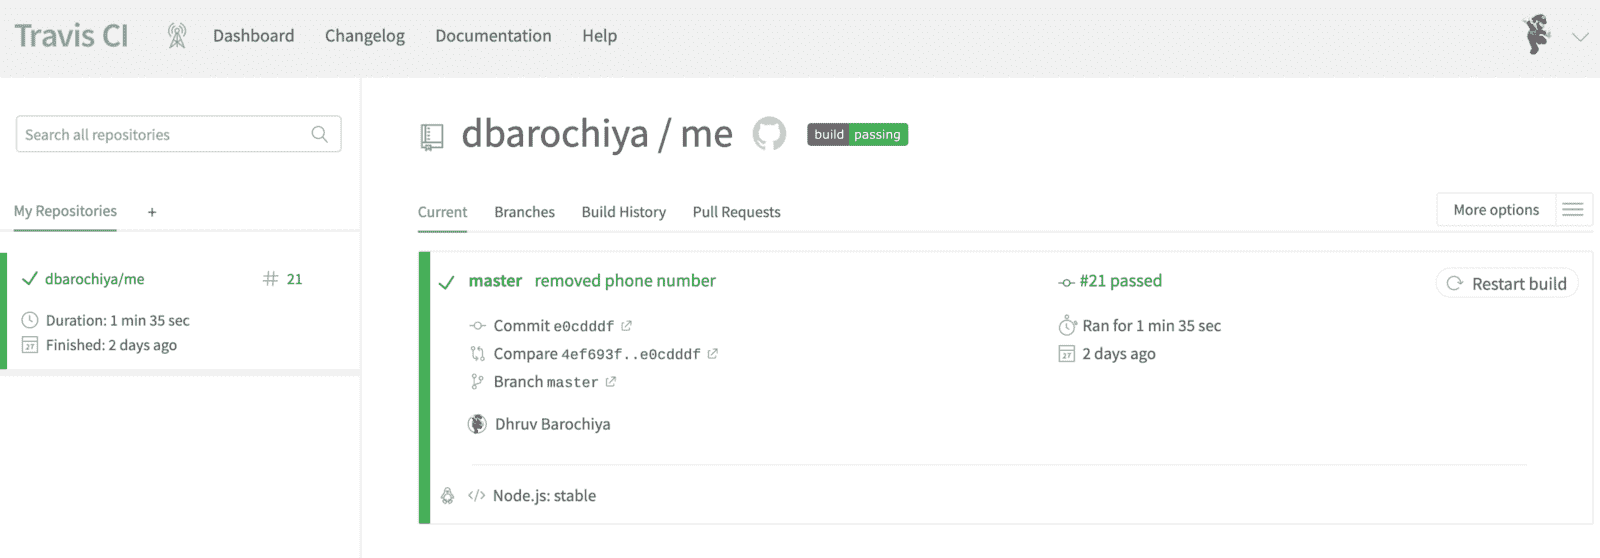 Travis CI Dashboard Changelog Documentation Help
Search all repositories
dbarochiya / me build passing
My Repositories +
Current Branches Build History Pull Requests More options
dbarochiya/me # 21
Duration: 1 min 35 sec
Finished: 2 days ago
master removed phone number #21 passed Restart build
Commit e0cdddf Ran for 1 min 35 sec
Compare 4ef693f..e0cdddf 2 days ago
Branch master
Dhruv Barochiya
</> Node.js: stable